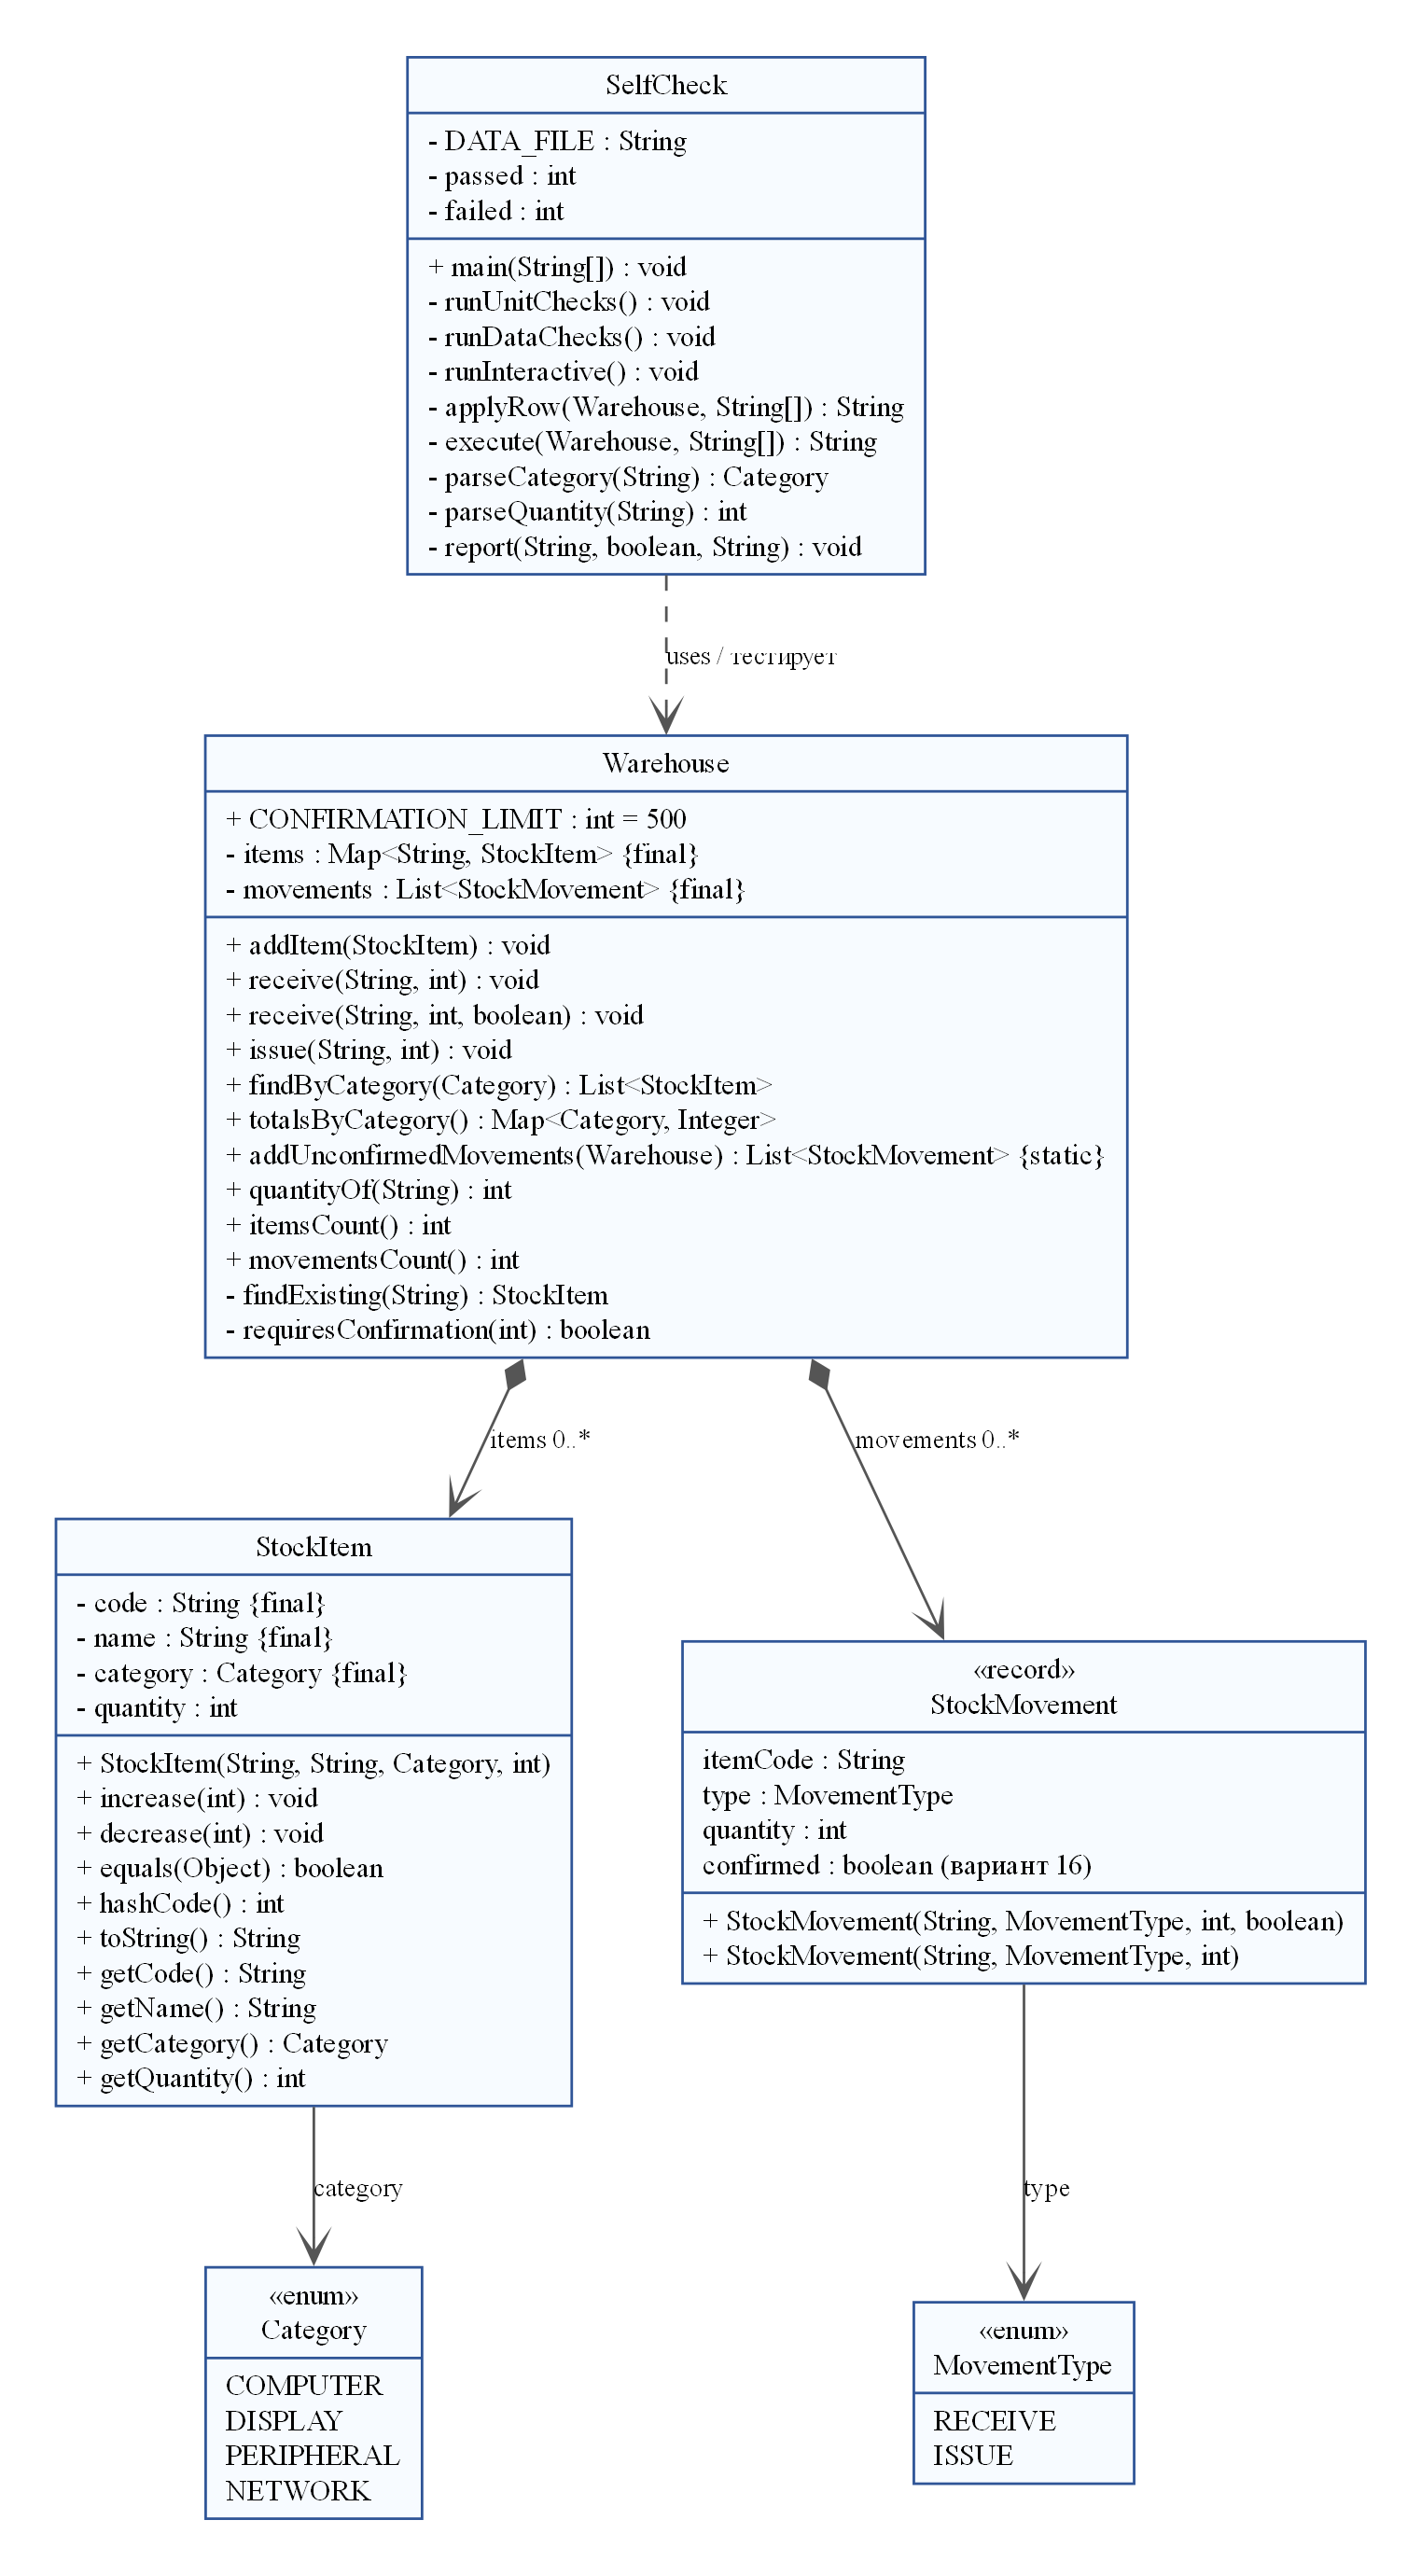 SelfCheck
- DATA_FILE : String
- passed : int
- failed : int
+ main(String[]) : void
- runUnitChecks() : void
- runDataChecks() : void
- runInteractive() : void
- applyRow(Warehouse, String[]) : String
- execute(Warehouse, String[]) : String
- parseCategory(String) : Category
- parseQuantity(String) : int
- report(String, boolean, String) : void
uses / тестирует
Warehouse
+ CONFIRMATION_LIMIT : int = 500
- items : Map<String, StockItem> {final}
- movements : List<StockMovement> {final}
+ addItem(StockItem) : void
+ receive(String, int) : void
+ receive(String, int, boolean) : void
+ issue(String, int) : void
+ findByCategory(Category) : List<StockItem>
+ totalsByCategory() : Map<Category, Integer>
+ addUnconfirmedMovements(Warehouse) : List<StockMovement> {static}
+ quantityOf(String) : int
+ itemsCount() : int
+ movementsCount() : int
- findExisting(String) : StockItem
- requiresConfirmation(int) : boolean
items 0..*
movements 0..*
StockItem
- code : String {final}
- name : String {final}
- category : Category {final}
- quantity : int
+ StockItem(String, String, Category, int)
+ increase(int) : void
+ decrease(int) : void
+ equals(Object) : boolean
+ hashCode() : int
+ toString() : String
+ getCode() : String
+ getName() : String
+ getCategory() : Category
+ getQuantity() : int
«record»
StockMovement
itemCode : String
type : MovementType
quantity : int
confirmed : boolean (вариант 16)
+ StockMovement(String, MovementType, int, boolean)
+ StockMovement(String, MovementType, int)
category
type
«enum»
Category
COMPUTER
DISPLAY
PERIPHERAL
NETWORK
«enum»
MovementType
RECEIVE
ISSUE